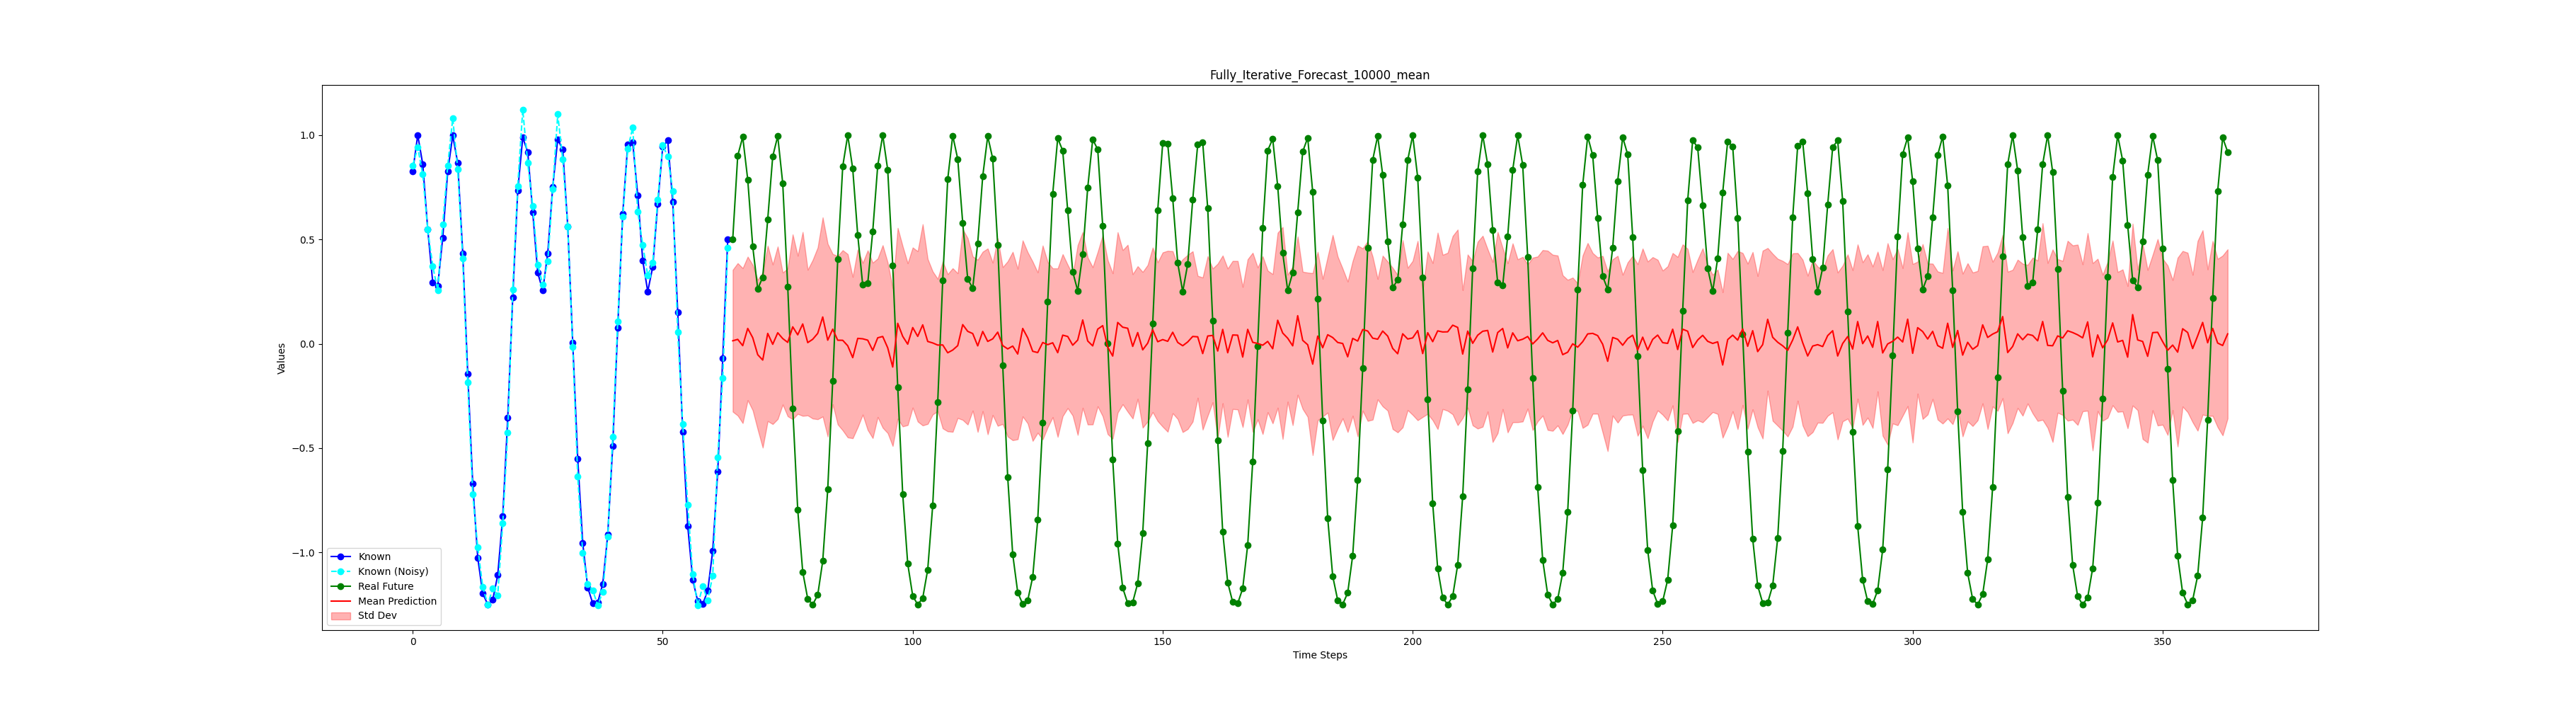 Fully_Iterative_Forecast_10000_mean
Values
1.0
0.5
0.0
−0.5
−1.0
Known
Known (Noisy)
Real Future
Mean Prediction
Std Dev
0 50 100 150 200 250 300 350
Time Steps